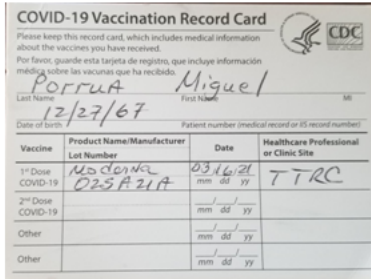 COVID-19 Vaccination Record Card
Please keep this record card, which includes medical information
about the vaccines you have received.
Por favor, guarde esta tarjeta de registro, que incluye información
médica sobre las vacunas que ha recibido.
CDC
Porrua Miguel
Last Name First Name MI
12/27/67
Date of birth Patient number (medical record or IIS record number)
Vaccine Product Name/Manufacturer Date Healthcare Professional
Lot Number or Clinic Site
1st Dose Moderna 03/16/21 TTRC
COVID-19 025A21A mm dd yy
2nd Dose / /
COVID-19 mm dd yy
Other / /
mm dd yy
Other / /
mm dd yy